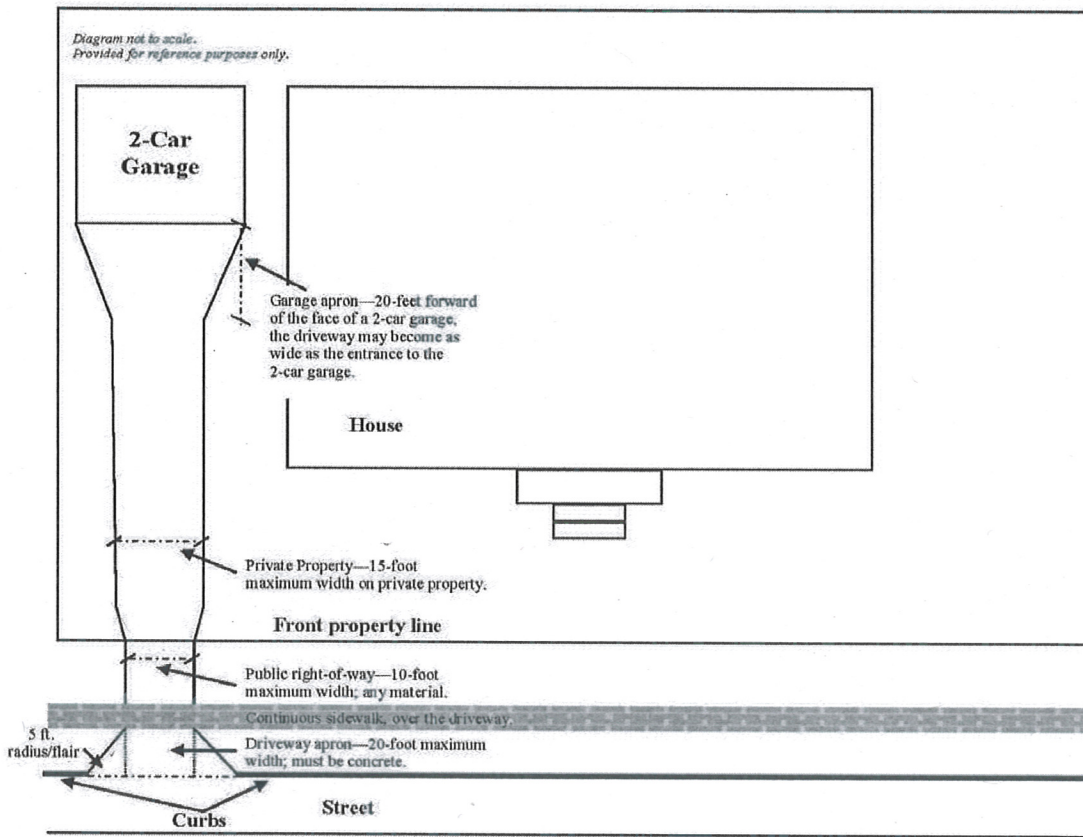 Diagram not to scale.
Provided for reference purposes only.
2-Car
Garage
Garage apron—20-feet forward
of the face of a 2-car garage,
the driveway may become as
wide as the entrance to the
2-car garage.
House
Private Property—15-foot
maximum width on private property.
Front property line
Public right-of-way—10-foot
maximum width; any material.
Continuous sidewalk, over the driveway.
5 ft.
radius/flair
Driveway apron—20-foot maximum
width; must be concrete.
Street
Curbs